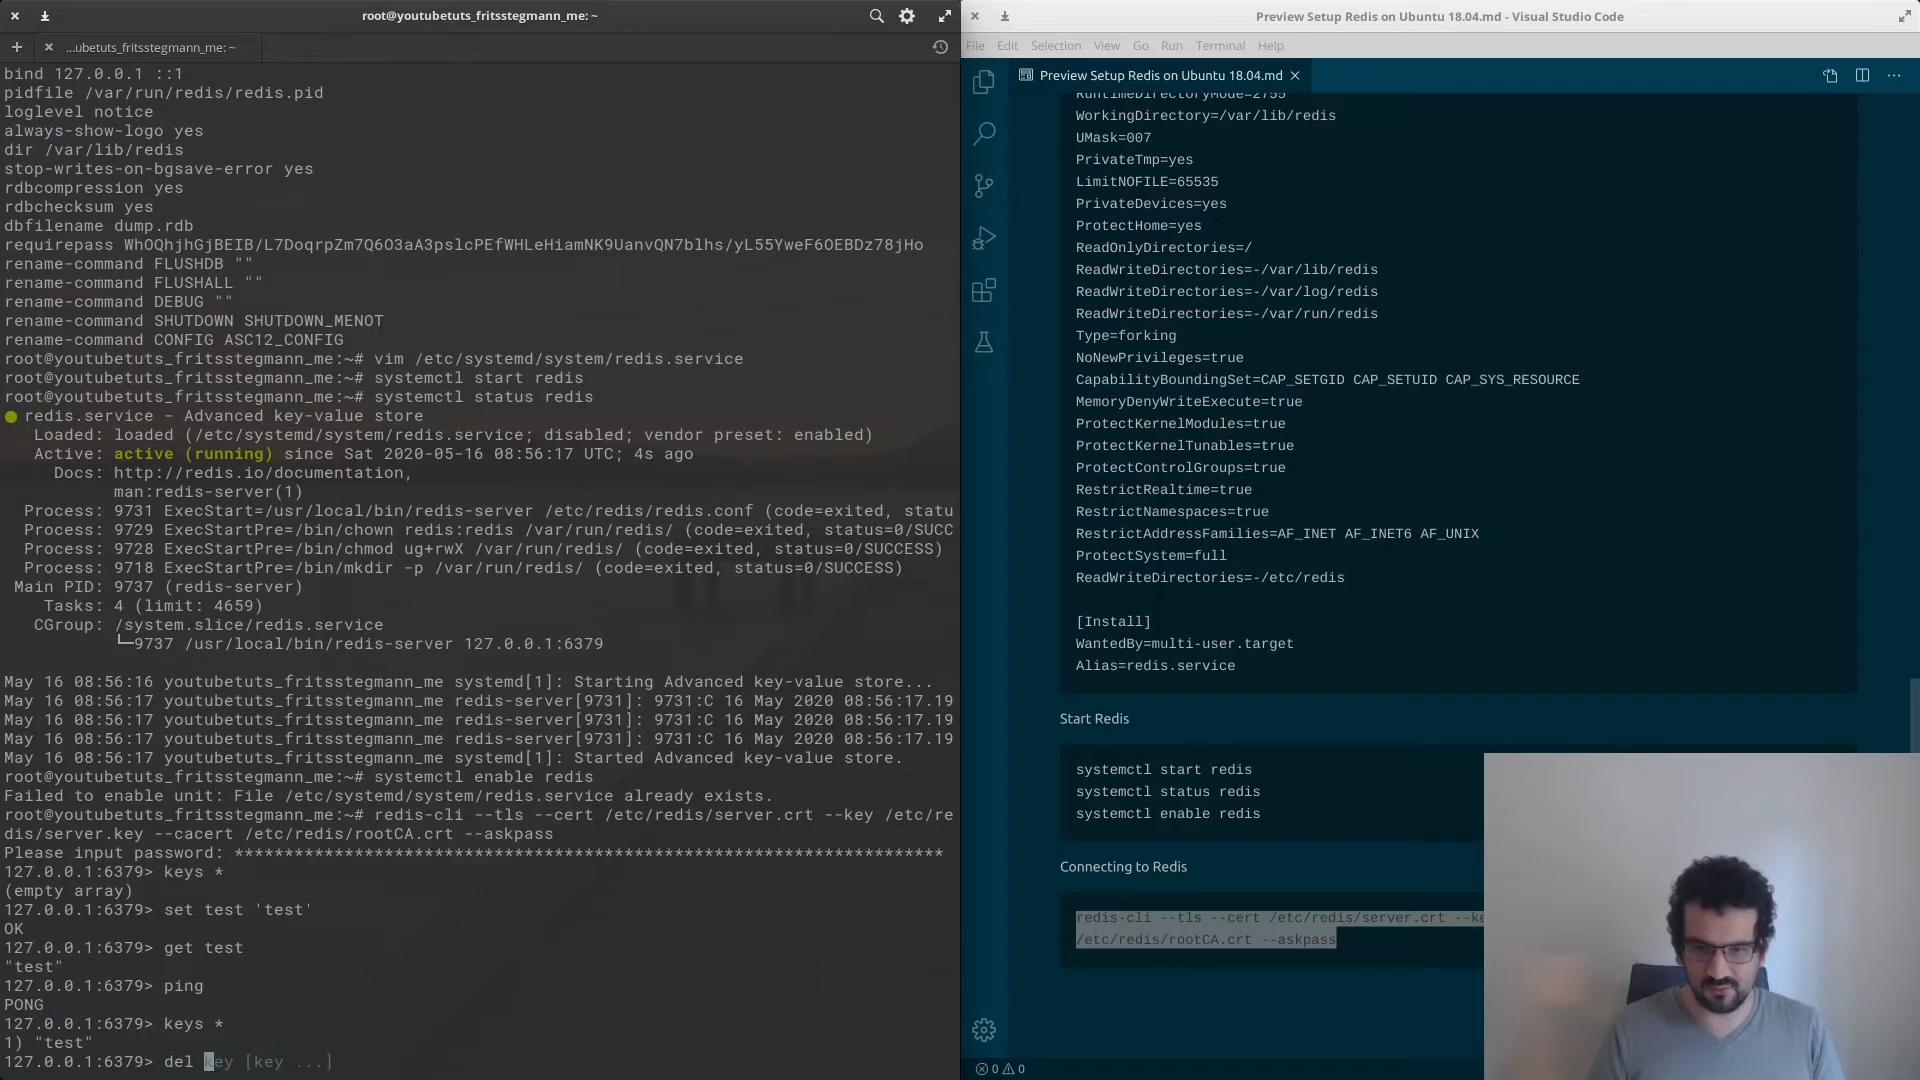 root@youtubetuts_fritsstegmann_me: ~
...ubetuts_fritsstegmann_me: ~
bind 127.0.0.1 ::1
pidfile /var/run/redis/redis.pid
loglevel notice
always-show-logo yes
dir /var/lib/redis
stop-writes-on-bgsave-error yes
rdbcompression yes
rdbchecksum yes
dbfilename dump.rdb
requirepass WhOQhjhGjBEIB/L7DoqrpZm7Q6O3aA3pslcPEfWHLeHiamNK9UanvQN7blhs/yL55YweF6OEBDz78jHo
rename-command FLUSHDB ""
rename-command FLUSHALL ""
rename-command DEBUG ""
rename-command SHUTDOWN SHUTDOWN_MENOT
rename-command CONFIG ASC12_CONFIG
root@youtubetuts_fritsstegmann_me:~# vim /etc/systemd/system/redis.service
root@youtubetuts_fritsstegmann_me:~# systemctl start redis
root@youtubetuts_fritsstegmann_me:~# systemctl status redis
redis.service - Advanced key-value store
Loaded: loaded (/etc/systemd/system/redis.service; disabled; vendor preset: enabled)
Active: active (running) since Sat 2020-05-16 08:56:17 UTC; 4s ago
Docs: http://redis.io/documentation,
man:redis-server(1)
Process: 9731 ExecStart=/usr/local/bin/redis-server /etc/redis/redis.conf (code=exited, statu
Process: 9729 ExecStartPre=/bin/chown redis:redis /var/run/redis/ (code=exited, status=0/SUCC
Process: 9728 ExecStartPre=/bin/chmod ug+rwX /var/run/redis/ (code=exited, status=0/SUCCESS)
Process: 9718 ExecStartPre=/bin/mkdir -p /var/run/redis/ (code=exited, status=0/SUCCESS)
Main PID: 9737 (redis-server)
Tasks: 4 (limit: 4659)
CGroup: /system.slice/redis.service
└─9737 /usr/local/bin/redis-server 127.0.0.1:6379
May 16 08:56:16 youtubetuts_fritsstegmann_me systemd[1]: Starting Advanced key-value store...
May 16 08:56:17 youtubetuts_fritsstegmann_me redis-server[9731]: 9731:C 16 May 2020 08:56:17.19
May 16 08:56:17 youtubetuts_fritsstegmann_me redis-server[9731]: 9731:C 16 May 2020 08:56:17.19
May 16 08:56:17 youtubetuts_fritsstegmann_me redis-server[9731]: 9731:C 16 May 2020 08:56:17.19
May 16 08:56:17 youtubetuts_fritsstegmann_me systemd[1]: Started Advanced key-value store.
root@youtubetuts_fritsstegmann_me:~# systemctl enable redis
Failed to enable unit: File /etc/systemd/system/redis.service already exists.
root@youtubetuts_fritsstegmann_me:~# redis-cli --tls --cert /etc/redis/server.crt --key /etc/re
dis/server.key --cacert /etc/redis/rootCA.crt --askpass
Please input password: ***********************************************************************
127.0.0.1:6379> keys *
(empty array)
127.0.0.1:6379> set test 'test'
OK
127.0.0.1:6379> get test
"test"
127.0.0.1:6379> ping
PONG
127.0.0.1:6379> keys *
1) "test"
127.0.0.1:6379> del key [key ...]
Preview Setup Redis on Ubuntu 18.04.md - Visual Studio Code
File Edit Selection View Go Run Terminal Help
Preview Setup Redis on Ubuntu 18.04.md
RuntimeDirectoryMode=2755
WorkingDirectory=/var/lib/redis
UMask=007
PrivateTmp=yes
LimitNOFILE=65535
PrivateDevices=yes
ProtectHome=yes
ReadOnlyDirectories=/
ReadWriteDirectories=-/var/lib/redis
ReadWriteDirectories=-/var/log/redis
ReadWriteDirectories=-/var/run/redis
Type=forking
NoNewPrivileges=true
CapabilityBoundingSet=CAP_SETGID CAP_SETUID CAP_SYS_RESOURCE
MemoryDenyWriteExecute=true
ProtectKernelModules=true
ProtectKernelTunables=true
ProtectControlGroups=true
RestrictRealtime=true
RestrictNamespaces=true
RestrictAddressFamilies=AF_INET AF_INET6 AF_UNIX
ProtectSystem=full
ReadWriteDirectories=-/etc/redis
[Install]
WantedBy=multi-user.target
Alias=redis.service
Start Redis
systemctl start redis
systemctl status redis
systemctl enable redis
Connecting to Redis
redis-cli --tls --cert /etc/redis/server.crt --ke
/etc/redis/rootCA.crt --askpass
0 0